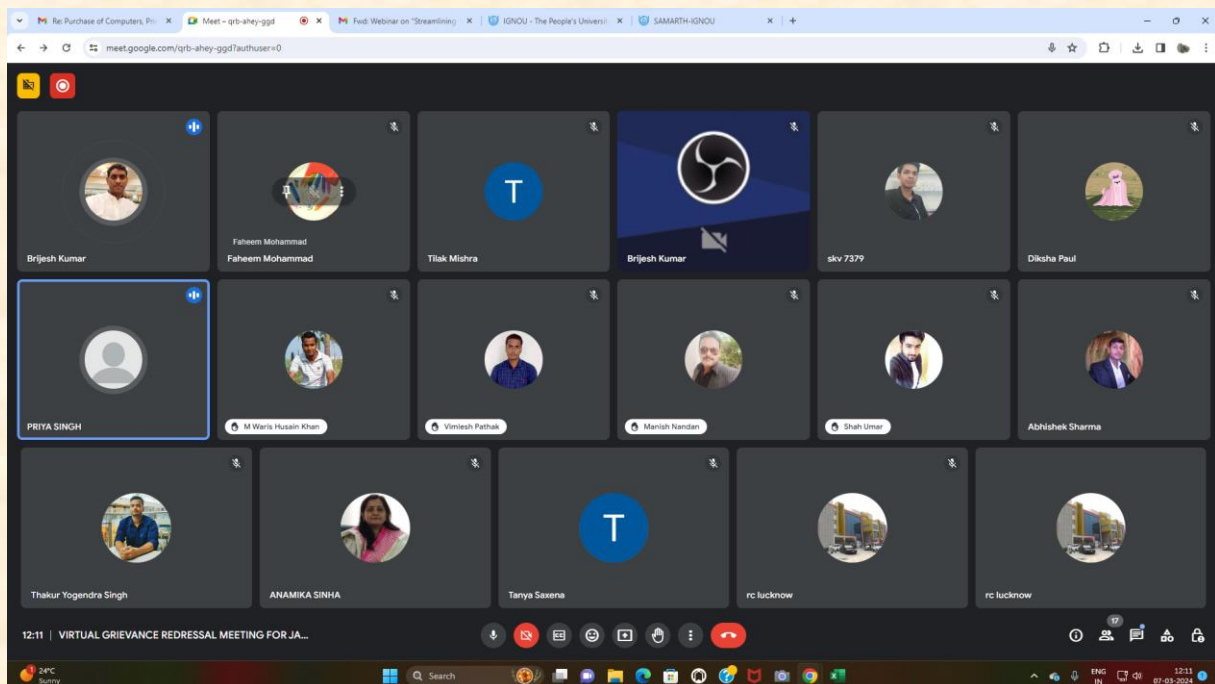 Re: Purchase of Computers, Pri
Meet – qrb-ahey-ggd
Fwd: Webinar on "Streamlining
IGNOU - The People's Universit
SAMARTH-IGNOU
meet.google.com/qrb-ahey-ggd?authuser=0
Brijesh Kumar
Faheem Mohammad
Faheem Mohammad
T
Tilak Mishra
Brijesh Kumar
skv 7379
Diksha Paul
PRIYA SINGH
M Waris Husain Khan
Vimlesh Pathak
Manish Nandan
Shah Umar
Abhishek Sharma
Thakur Yogendra Singh
ANAMIKA SINHA
T
Tanya Saxena
rc lucknow
rc lucknow
12:11 | VIRTUAL GRIEVANCE REDRESSAL MEETING FOR JA...
CC
17
1
24°C
Sunny
Search
ENG
IN
12:11
07-03-2024